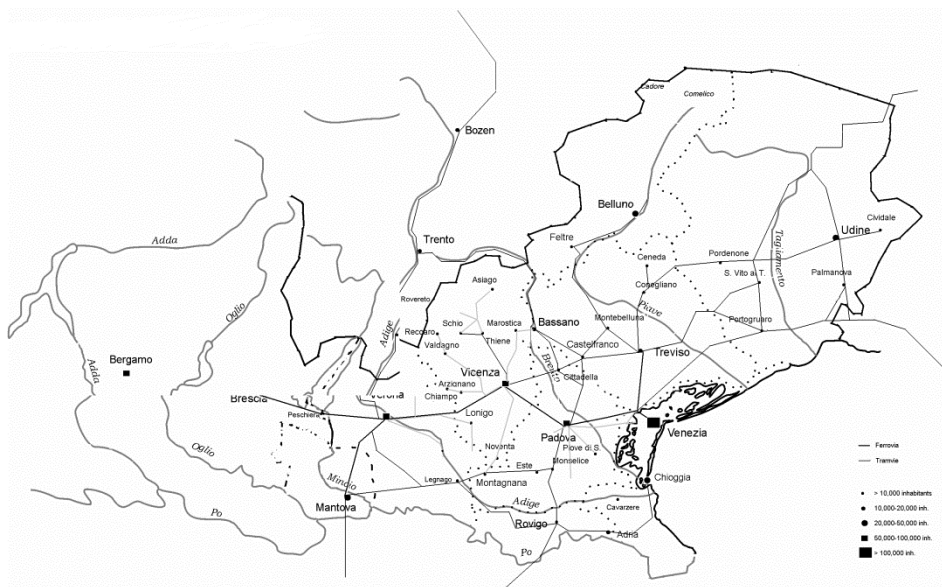 Cadore
Comelico
Bozen
Belluno
Cividale
Udine
Adda
Trento
Feltre
Ceneda
Pordenone
Tagiamento
Palmanova
S. Vito a. T.
Conegliano
Asiago
Oglio
Rovereto
Piave
Portogruaro
Adige
Recoaro
Schio
Marostica
Bassano
Montebelluna
Valdagno
Thiene
Castelfranco
Treviso
Bergamo
Adda
Vicenza
Brenta
Cittadella
Arzignano
Chiampo
Brescia
Verona
Peschiera
Lonigo
Venezia
Padova
Noventa
Piove di S.
Monselice
Oglio
Este
Mincio
Legnago
Montagnana
Chioggia
Mantova
Adige
Cavarzere
Po
Rovigo
Adria
Po
Ferrovia
Tramvia
> 10,000 inhabitants
10,000-20,000 inh.
20,000-50,000 inh.
50,000-100,000 inh.
> 100,000 inh.